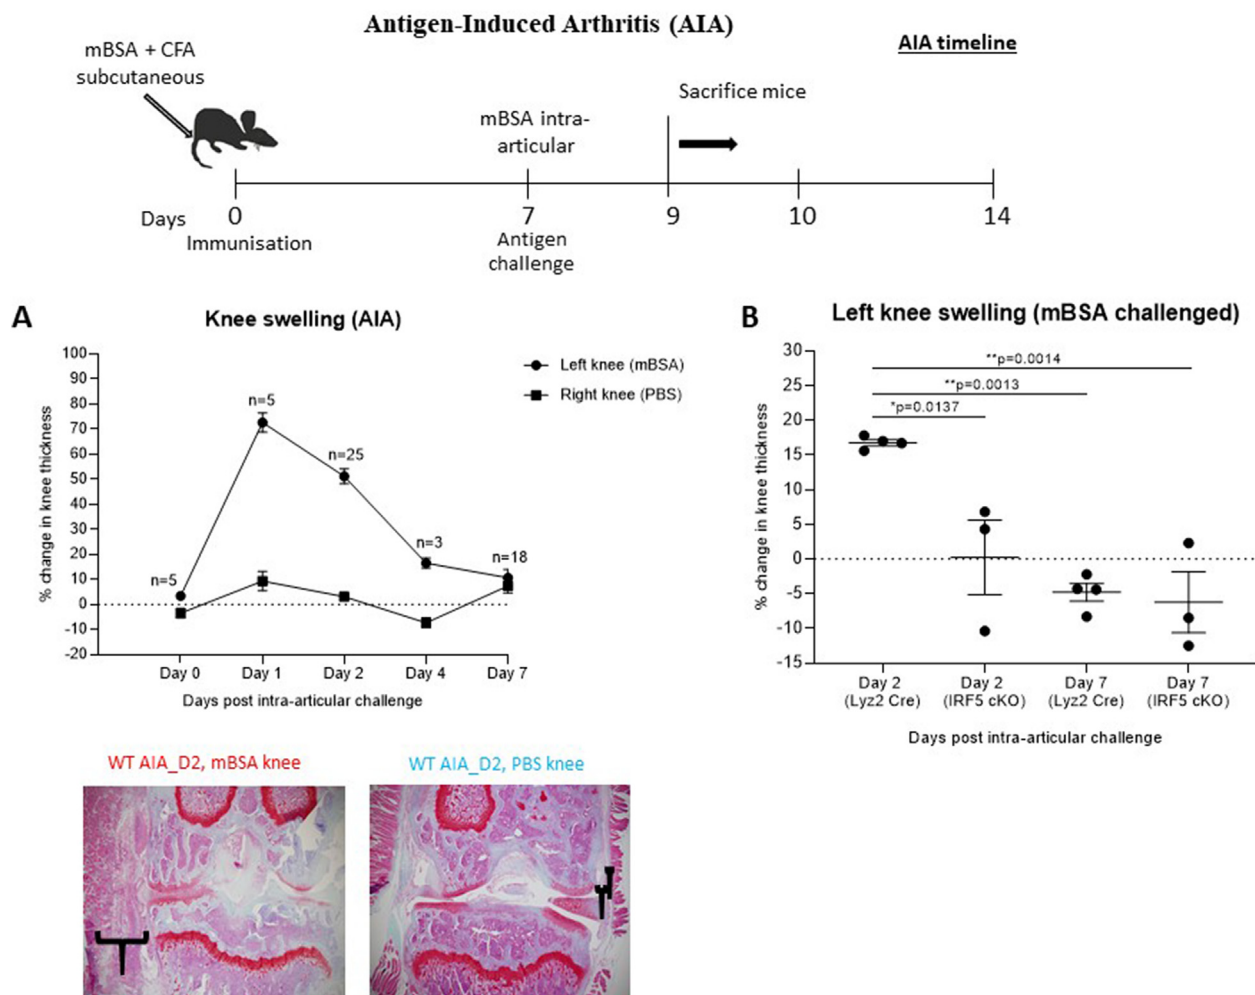 Antigen-Induced Arthritis (AIA)
AIA timeline
mBSA + CFA
subcutaneous
mBSA intra-
articular
Sacrifice mice
Days
0
7
9
10
14
Immunisation
Antigen
challenge
A
Knee swelling (AIA)
% change in knee thickness
100
90
80
70
60
50
40
30
20
10
0
-10
-20
n=5
n=5
n=25
n=3
n=18
Left knee (mBSA)
Right knee (PBS)
Day 0
Day 1
Day 2
Day 4
Day 7
Days post intra-articular challenge
WT AIA_D2, mBSA knee
WT AIA_D2, PBS knee
B
Left knee swelling (mBSA challenged)
% change in knee thickness
30
25
20
15
10
5
0
-5
-10
-15
**p=0.0014
**p=0.0013
*p=0.0137
Day 2
(Lyz2 Cre)
Day 2
(IRF5 cKO)
Day 7
(Lyz2 Cre)
Day 7
(IRF5 cKO)
Days post intra-articular challenge